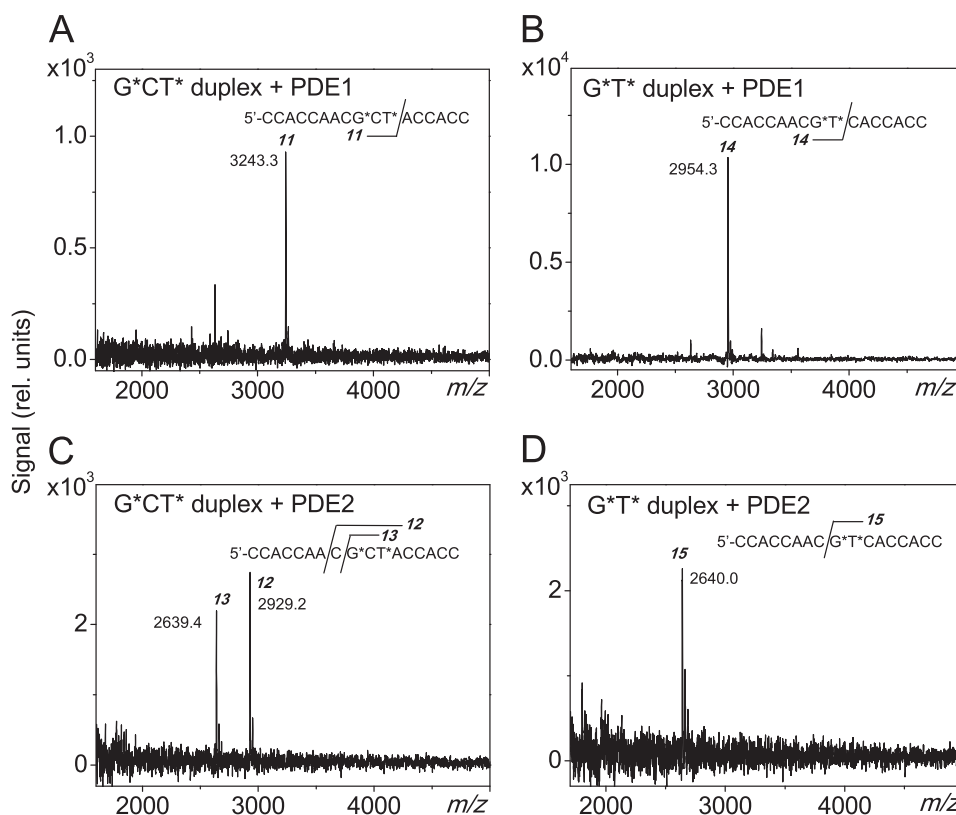 A
x10³
G*CT* duplex + PDE1
5'-CCACCAACG*CT*ACCACC
11
11
3243.3
1.0
0.5
0.0
2000 3000 4000 m/z
B
x10⁴
G*T* duplex + PDE1
5'-CCACCAACG*T*CACCACC
14
14
2954.3
1.0
0.5
0.0
2000 3000 4000 m/z
Signal (rel. units)
C
x10³
G*CT* duplex + PDE2
12
13
5'-CCACCAACG*CT*ACCACC
12
13
2929.2
2639.4
2
0
2000 3000 4000 m/z
D
x10³
G*T* duplex + PDE2
15
5'-CCACCAACG*T*CACCACC
15
2640.0
2
0
2000 3000 4000 m/z